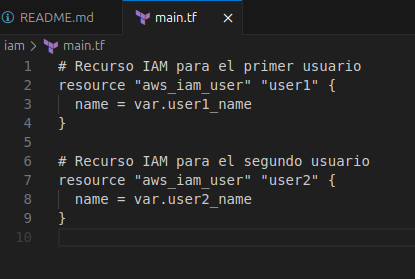 README.md
main.tf ×
iam > main.tf
1 # Recurso IAM para el primer usuario
2 resource "aws_iam_user" "user1" {
3 name = var.user1_name
4 }
5
6 # Recurso IAM para el segundo usuario
7 resource "aws_iam_user" "user2" {
8 name = var.user2_name
9 }
10